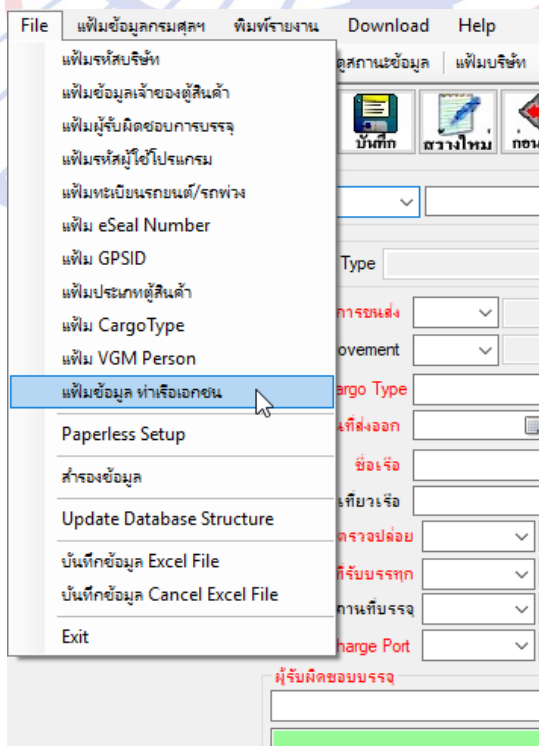 File แฟ้มข้อมูลกรมศุลฯ พิมพ์รายงาน Download Help
แฟ้มรหัสบริษัท
ดูสถานะข้อมูล แฟ้มบริษัท
แฟ้มข้อมูลเจ้าของตู้สินค้า
แฟ้มผู้รับผิดชอบการบรรจุ
บันทึก สร้างใหม่ ก่อน
แฟ้มรหัสผู้ใช้โปรแกรม
แฟ้มทะเบียนรถยนต์/รถพ่วง
แฟ้ม eSeal Number
แฟ้ม GPSID
Type
แฟ้มประเภทตู้สินค้า
การขนส่ง
แฟ้ม CargoType
แฟ้ม VGM Person
ovement
แฟ้มข้อมูล ท่าเรือเอกชน
argo Type
Paperless Setup
นที่ส่งออก
สำรองข้อมูล
ชื่อเรือ
เที่ยวเรือ
Update Database Structure
ตรวจปล่อย
บันทึกข้อมูล Excel File
ที่รับบรรทุก
บันทึกข้อมูล Cancel Excel File
ถานที่บรรจุ
Exit
harge Port
ผู้รับผิดชอบบรรจุ